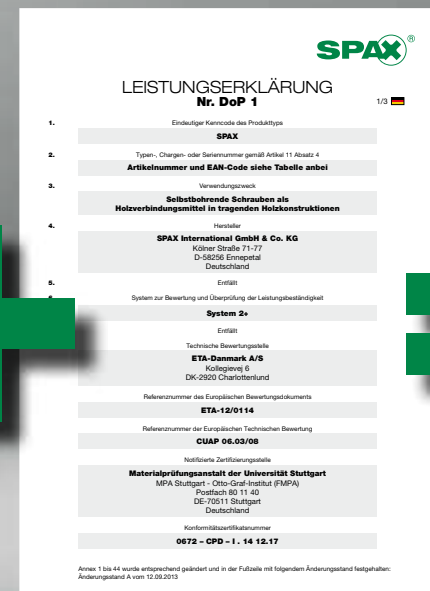 SPAX®
LEISTUNGSERKLÄRUNG
Nr. DoP 1
1/3
1.
Eindeutiger Kenncode des Produkttyps
SPAX
2.
Typen-, Chargen- oder Seriennummer gemäß Artikel 11 Absatz 4
Artikelnummer und EAN-Code siehe Tabelle anbei
3.
Verwendungszweck
Selbstbohrende Schrauben als
Holzverbindungsmittel in tragenden Holzkonstruktionen
4.
Hersteller
SPAX International GmbH & Co. KG
Kölner Straße 71-77
D-58256 Ennepetal
Deutschland
5.
Entfällt
System zur Bewertung und Überprüfung der Leistungsbeständigkeit
System 2+
Entfällt
Technische Bewertungsstelle
ETA-Danmark A/S
Kollegievej 6
DK-2920 Charlottenlund
Referenznummer des Europäischen Bewertungsdokuments
ETA-12/0114
Referenznummer der Europäischen Technischen Bewertung
CUAP 06.03/08
Notifizierte Zertifizierungsstelle
Materialprüfungsanstalt der Universität Stuttgart
MPA Stuttgart - Otto-Graf-Institut (FMPA)
Postfach 80 11 40
DE-70511 Stuttgart
Deutschland
Konformitätszertifikatsnummer
0672 – CPD – I . 14 12.17
Annex 1 bis 44 wurde entsprechend geändert und in der Fußzeile mit folgendem Änderungsstand festgehalten:
Änderungsstand A vom 12.09.2013